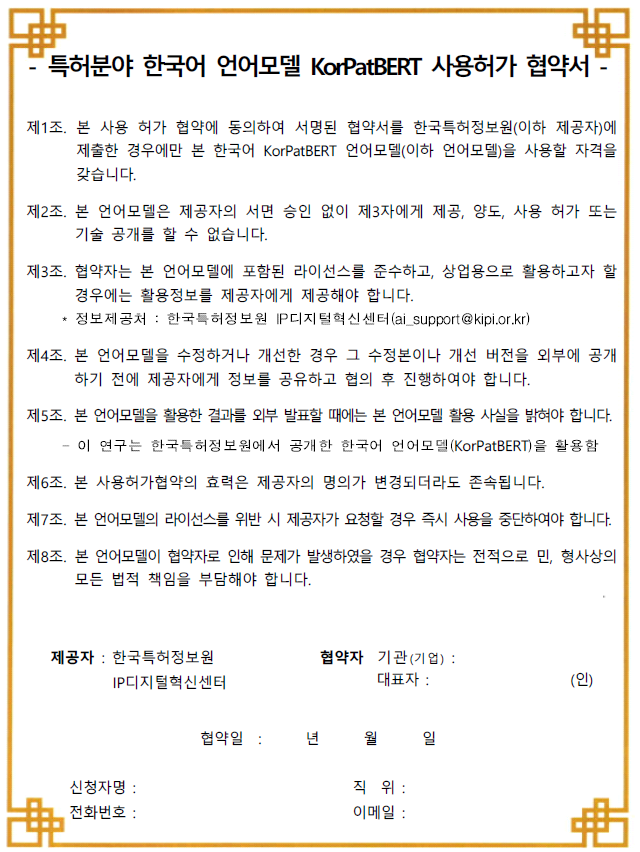 - 특허분야 한국어 언어모델 KorPatBERT 사용허가 협약서 -
제1조. 본 사용 허가 협약에 동의하여 서명된 협약서를 한국특허정보원(이하 제공자)에
제출한 경우에만 본 한국어 KorPatBERT 언어모델(이하 언어모델)을 사용할 자격을
갖습니다.
제2조. 본 언어모델은 제공자의 서면 승인 없이 제3자에게 제공, 양도, 사용 허가 또는
기술 공개를 할 수 없습니다.
제3조. 협약자는 본 언어모델에 포함된 라이선스를 준수하고, 상업용으로 활용하고자 할
경우에는 활용정보를 제공자에게 제공해야 합니다.
* 정보제공처 : 한국특허정보원 IP디지털혁신센터(ai_support@kipi.or.kr)
제4조. 본 언어모델을 수정하거나 개선한 경우 그 수정본이나 개선 버전을 외부에 공개
하기 전에 제공자에게 정보를 공유하고 협의 후 진행하여야 합니다.
제5조. 본 언어모델을 활용한 결과를 외부 발표할 때에는 본 언어모델 활용 사실을 밝혀야 합니다.
- 이 연구는 한국특허정보원에서 공개한 한국어 언어모델(KorPatBERT)을 활용함
제6조. 본 사용허가협약의 효력은 제공자의 명의가 변경되더라도 존속됩니다.
제7조. 본 언어모델의 라이선스를 위반 시 제공자가 요청할 경우 즉시 사용을 중단하여야 합니다.
제8조. 본 언어모델이 협약자로 인해 문제가 발생하였을 경우 협약자는 전적으로 민, 형사상의
모든 법적 책임을 부담해야 합니다.
제공자 : 한국특허정보원 협약자 기관(기업) :
IP디지털혁신센터 대표자 : (인)
협약일 : 년 월 일
신청자명 : 직 위 :
전화번호 : 이메일 :